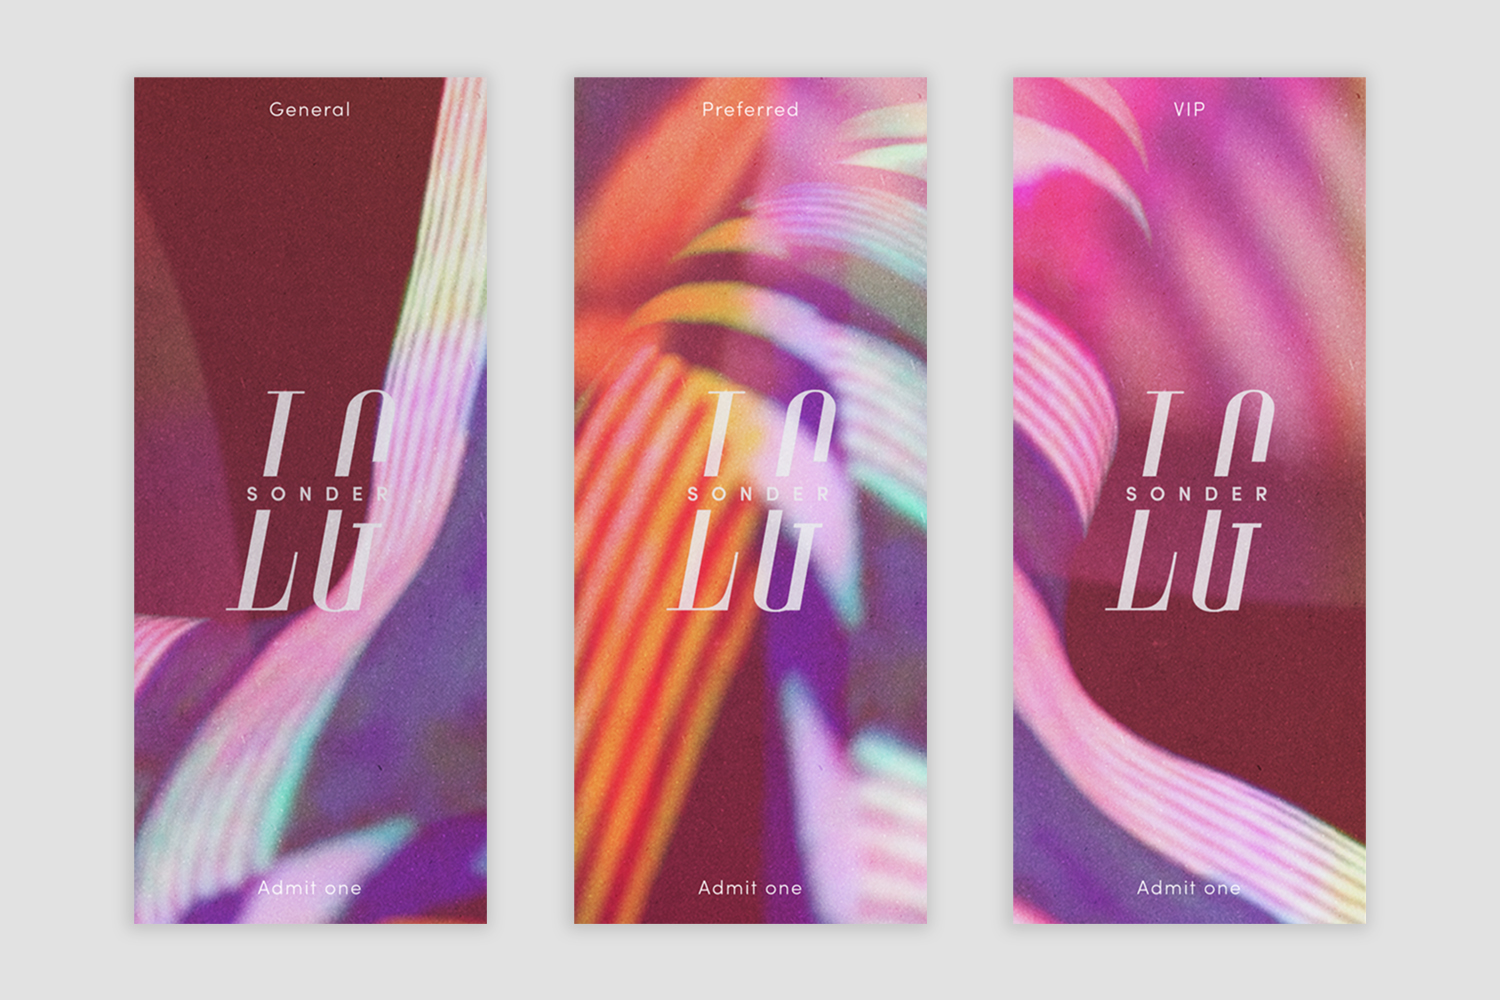 General
SONDER
Admit one
Preferred
SONDER
Admit one
VIP
SONDER
Admit one